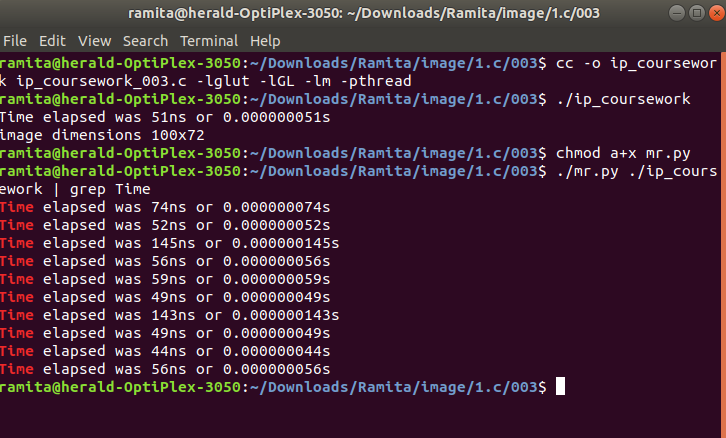 ramita@herald-OptiPlex-3050: ~/Downloads/Ramita/image/1.c/003
File Edit View Search Terminal Help
ramita@herald-OptiPlex-3050:~/Downloads/Ramita/image/1.c/003$ cc -o ip_coursewor
k ip_coursework_003.c -lglut -lGL -lm -pthread
ramita@herald-OptiPlex-3050:~/Downloads/Ramita/image/1.c/003$ ./ip_coursework
Time elapsed was 51ns or 0.000000051s
image dimensions 100x72
ramita@herald-OptiPlex-3050:~/Downloads/Ramita/image/1.c/003$ chmod a+x mr.py
ramita@herald-OptiPlex-3050:~/Downloads/Ramita/image/1.c/003$ ./mr.py ./ip_cours
ework | grep Time
Time elapsed was 74ns or 0.000000074s
Time elapsed was 52ns or 0.000000052s
Time elapsed was 145ns or 0.000000145s
Time elapsed was 56ns or 0.000000056s
Time elapsed was 59ns or 0.000000059s
Time elapsed was 49ns or 0.000000049s
Time elapsed was 143ns or 0.000000143s
Time elapsed was 49ns or 0.000000049s
Time elapsed was 44ns or 0.000000044s
Time elapsed was 56ns or 0.000000056s
ramita@herald-OptiPlex-3050:~/Downloads/Ramita/image/1.c/003$